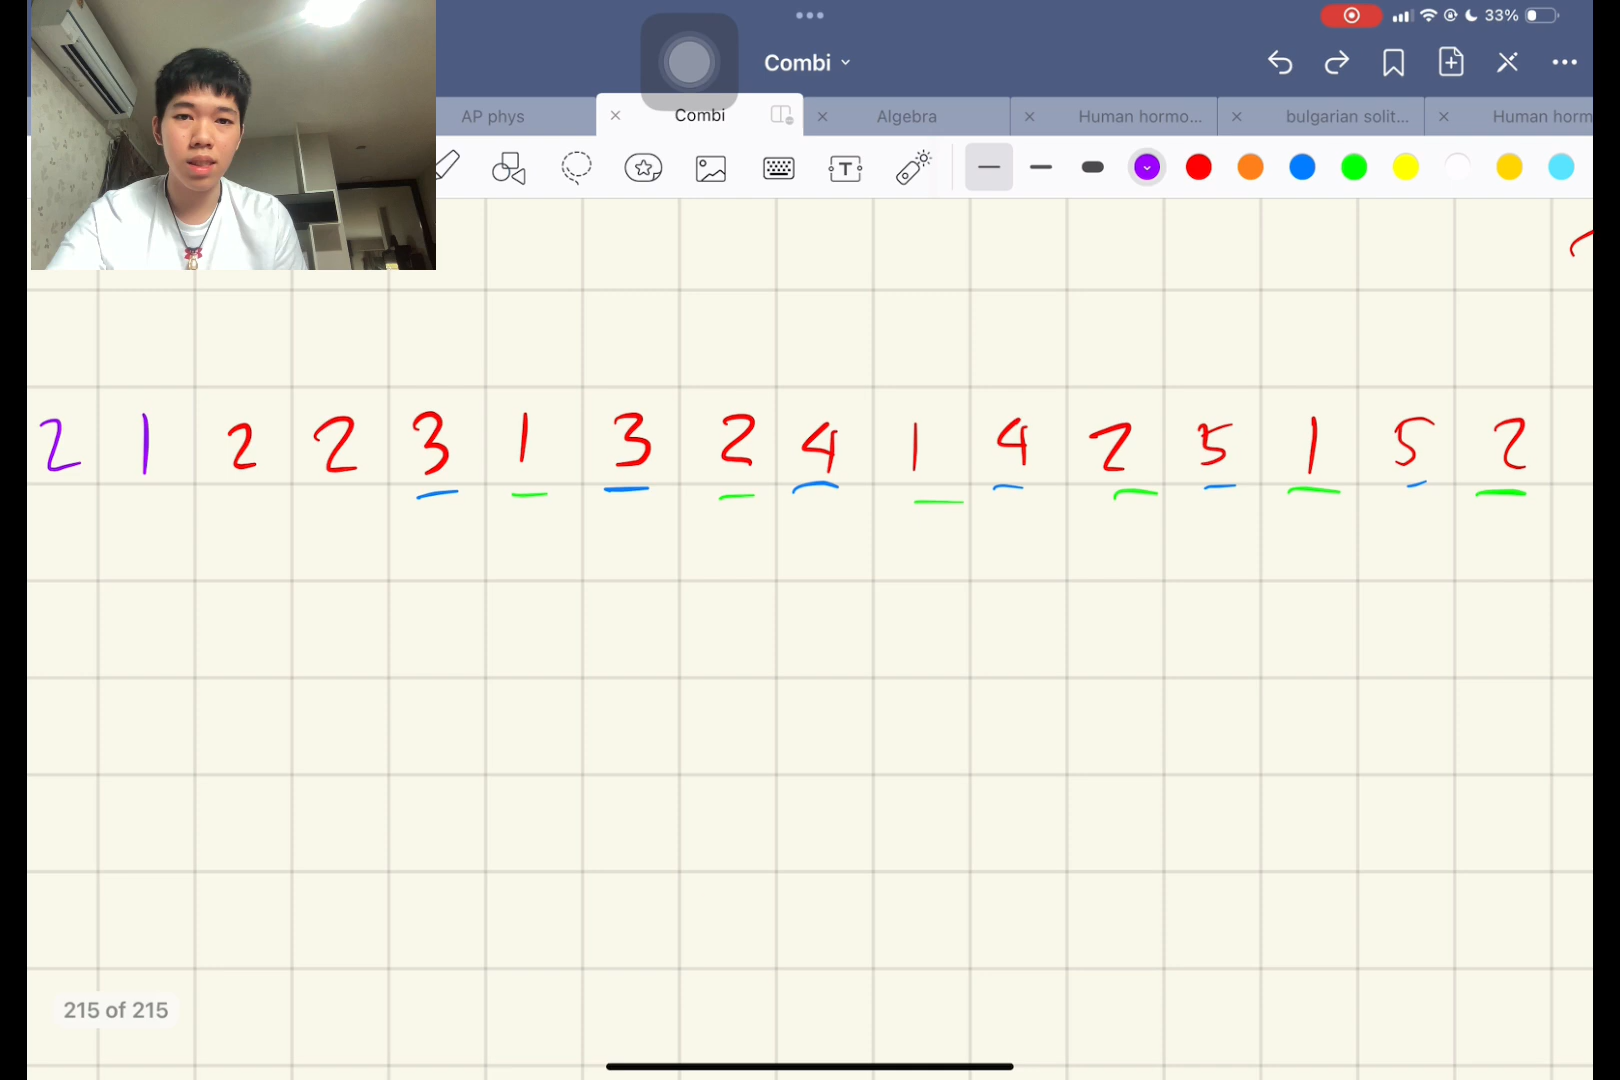 33%
Combi
AP phys
Combi
Algebra
Human hormo...
bulgarian solit...
Human horm
T
2 1 2 2 3 1 3 2 4 1 4 2 5 1 5 2
215 of 215